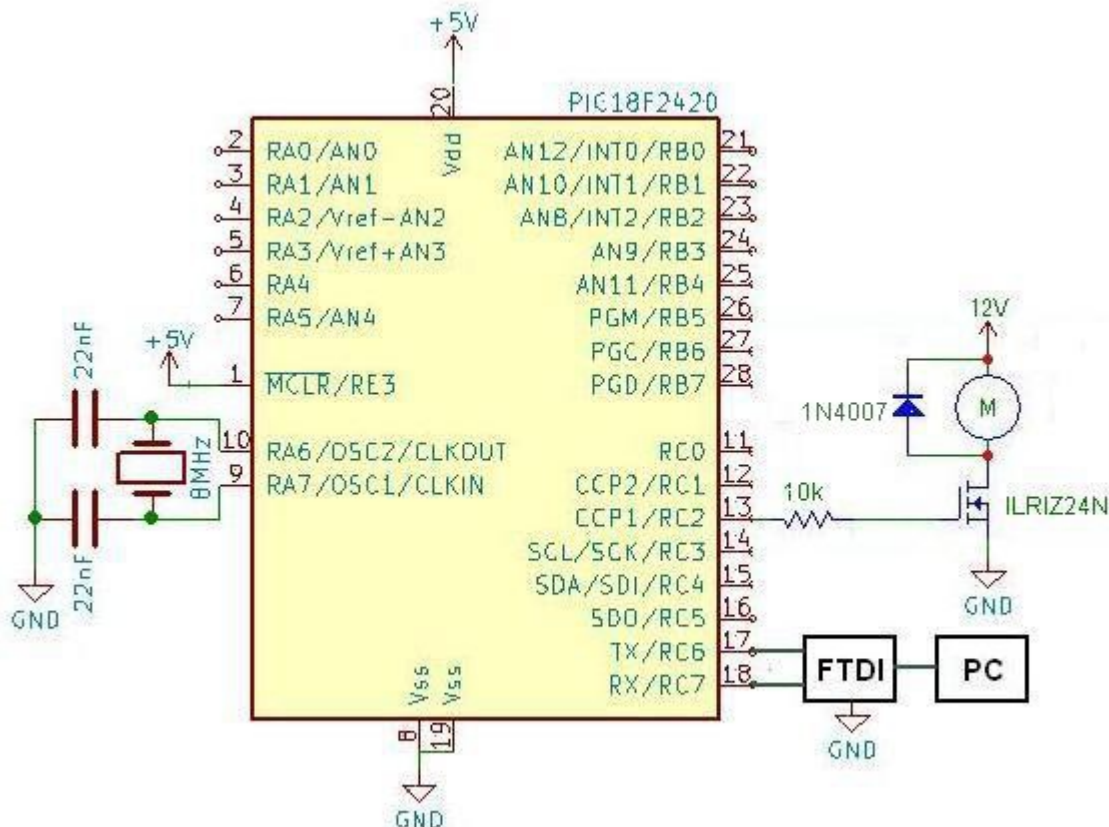 +5V
PIC18F2420
20
Vdd
2 RA0/AN0
3 RA1/AN1
4 RA2/Vref-AN2
5 RA3/Vref+AN3
6 RA4
7 RA5/AN4
+5V
1 MCLR/RE3
22nF
22nF
8MHz
GND
10 RA6/OSC2/CLKOUT
9 RA7/OSC1/CLKIN
AN12/INT0/RB0 21
AN10/INT1/RB1 22
AN8/INT2/RB2 23
AN9/RB3 24
AN11/RB4 25
PGM/RB5 26
PGC/RB6 27
PGD/RB7 28
RC0 11
CCP2/RC1 12
CCP1/RC2 13
SCL/SCK/RC3 14
SDA/SDI/RC4 15
SDO/RC5 16
TX/RC6 17
RX/RC7 18
Vss
Vss
8
19
GND
12V
1N4007
M
10k
ILRIZ24N
GND
FTDI
PC
GND